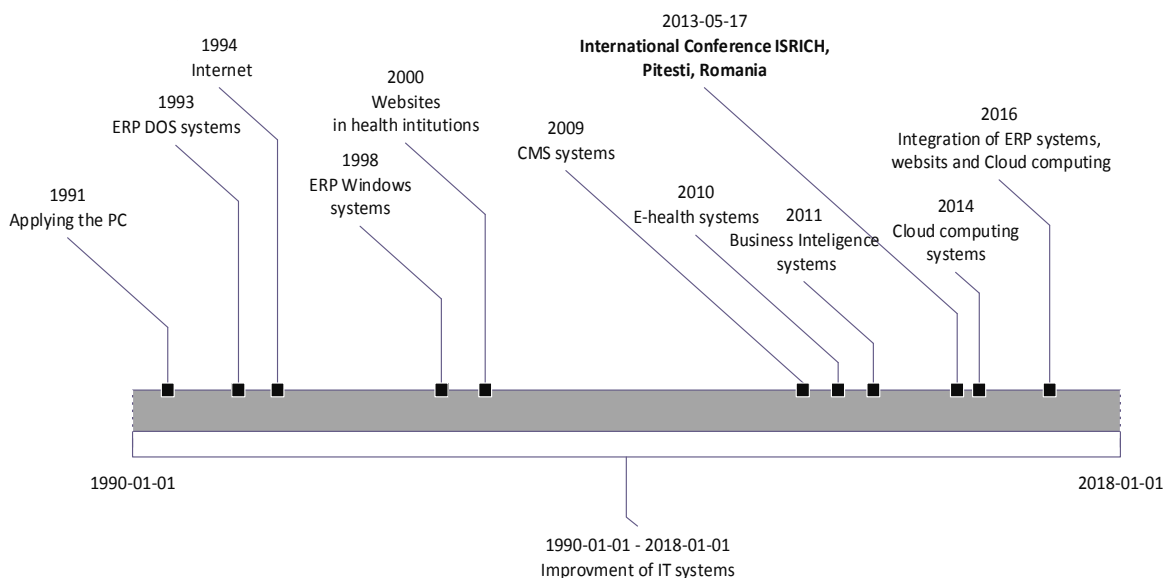 1991
Applying the PC
1993
ERP DOS systems
1994
Internet
1998
ERP Windows
systems
2000
Websites
in health intitutions
2009
CMS systems
2010
E-health systems
2011
Business Inteligence
systems
2013-05-17
International Conference ISRICH,
Pitesti, Romania
2014
Cloud computing
systems
2016
Integration of ERP systems,
websits and Cloud computing
1990-01-01
2018-01-01
1990-01-01 - 2018-01-01
Improvment of IT systems